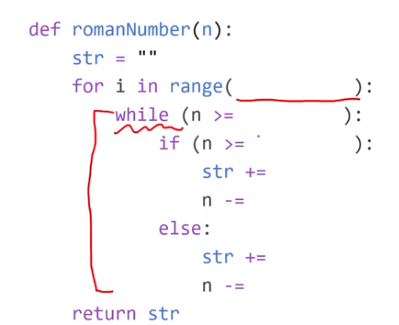 def romanNumber(n):
    str = ""
    for i in range(              ):
        while (n >=             ):
            if (n >=            ):
                str +=
                n -=
            else:
                str +=
                n -=
    return str